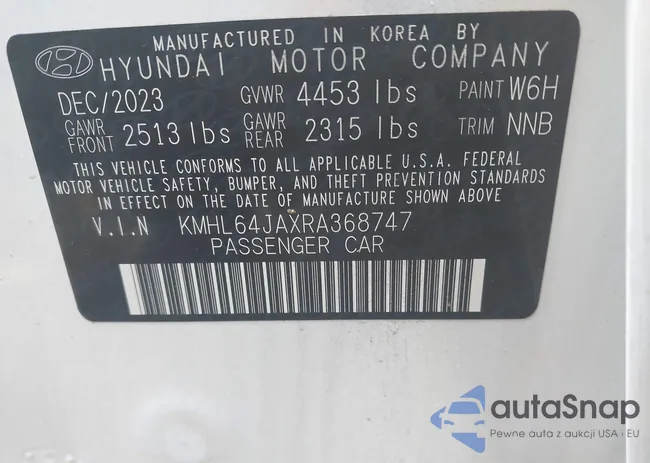 MANUFACTURED IN KOREA BY
HYUNDAI MOTOR COMPANY
DEC/2023 GVWR 4453 lbs PAINT W6H
GAWR FRONT 2513 lbs GAWR REAR 2315 lbs TRIM NNB
THIS VEHICLE CONFORMS TO ALL APPLICABLE U.S.A. FEDERAL
MOTOR VEHICLE SAFETY, BUMPER, AND THEFT PREVENTION STANDARDS
IN EFFECT ON THE DATE OF MANUFACTURE SHOWN ABOVE
V.I.N KMHL64JAXRA368747
PASSENGER CAR
autaSnap
Pewne auta z aukcji USA i EU